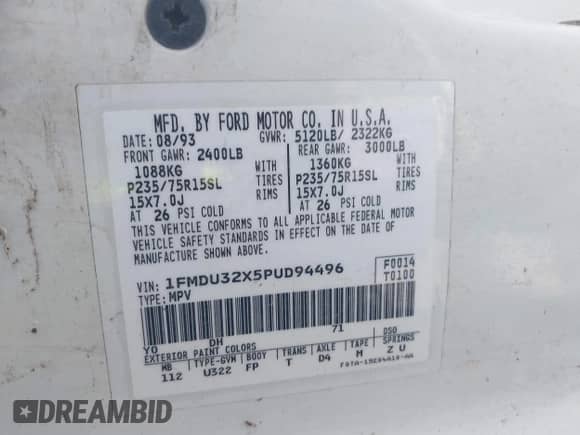 MFD. BY FORD MOTOR CO. IN U.S.A.
DATE: 08/93 GVWR: 5120LB/ 2322KG
FRONT GAWR: 2400LB REAR GAWR: 3000LB
1088KG WITH 1360KG WITH
P235/75R15SL TIRES P235/75R15SL TIRES
15X7.0J RIMS 15X7.0J RIMS
AT 26 PSI COLD AT 26 PSI COLD
THIS VEHICLE CONFORMS TO ALL APPLICABLE FEDERAL MOTOR
VEHICLE SAFETY STANDARDS IN EFFECT ON THE DATE OF
MANUFACTURE SHOWN ABOVE.
VIN: 1FMDU32X5PUD94496 F0014
TYPE: MPV T0100
YO DH 71
EXTERIOR PAINT COLORS DSO
WB TYPE-GVW BODY TRANS AXLE TAPE SPRINGS
112 U322 FP T D4 M Z U
DREAMBID